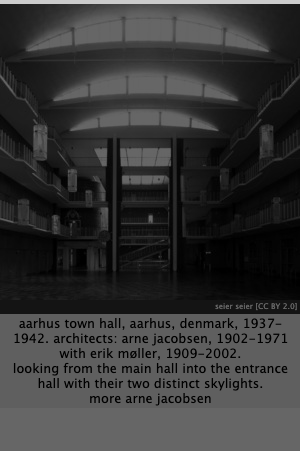 seier seier [CC BY 2.0]
aarhus town hall, aarhus, denmark, 1937-
1942. architects: arne jacobsen, 1902-1971
with erik møller, 1909-2002.
looking from the main hall into the entrance
hall with their two distinct skylights.
more arne jacobsen